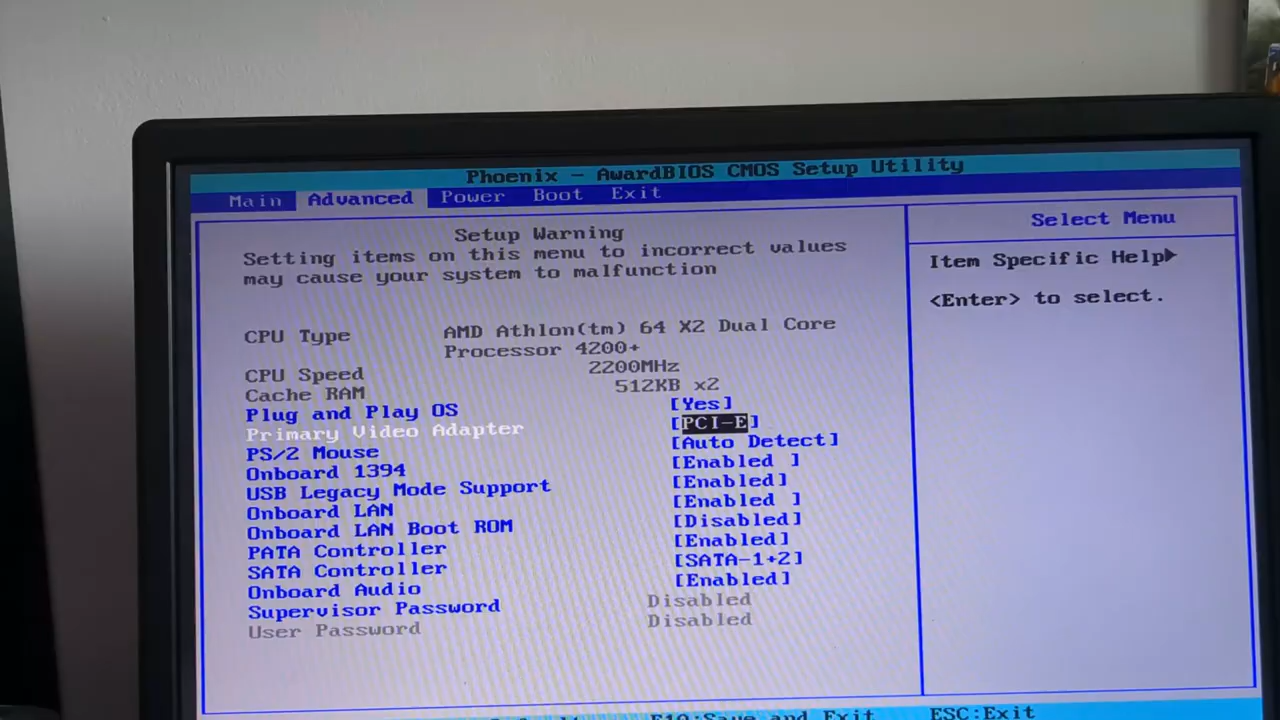 Phoenix - AwardBIOS CMOS Setup Utility
Main Advanced Power Boot Exit
Setup Warning
Setting items on this menu to incorrect values
may cause your system to malfunction
CPU Type AMD Athlon(tm) 64 X2 Dual Core
Processor 4200+
CPU Speed 2200MHz
Cache RAM 512KB x2
Plug and Play OS [Yes]
Primary Video Adapter [PCI-E]
PS/2 Mouse [Auto Detect]
Onboard 1394 [Enabled ]
USB Legacy Mode Support [Enabled]
Onboard LAN [Enabled ]
Onboard LAN Boot ROM [Disabled]
PATA Controller [Enabled]
SATA Controller [SATA-1+2]
Onboard Audio [Enabled]
Supervisor Password Disabled
User Password Disabled
Select Menu
Item Specific Help
<Enter> to select.
F10:Save and Exit ESC:Exit